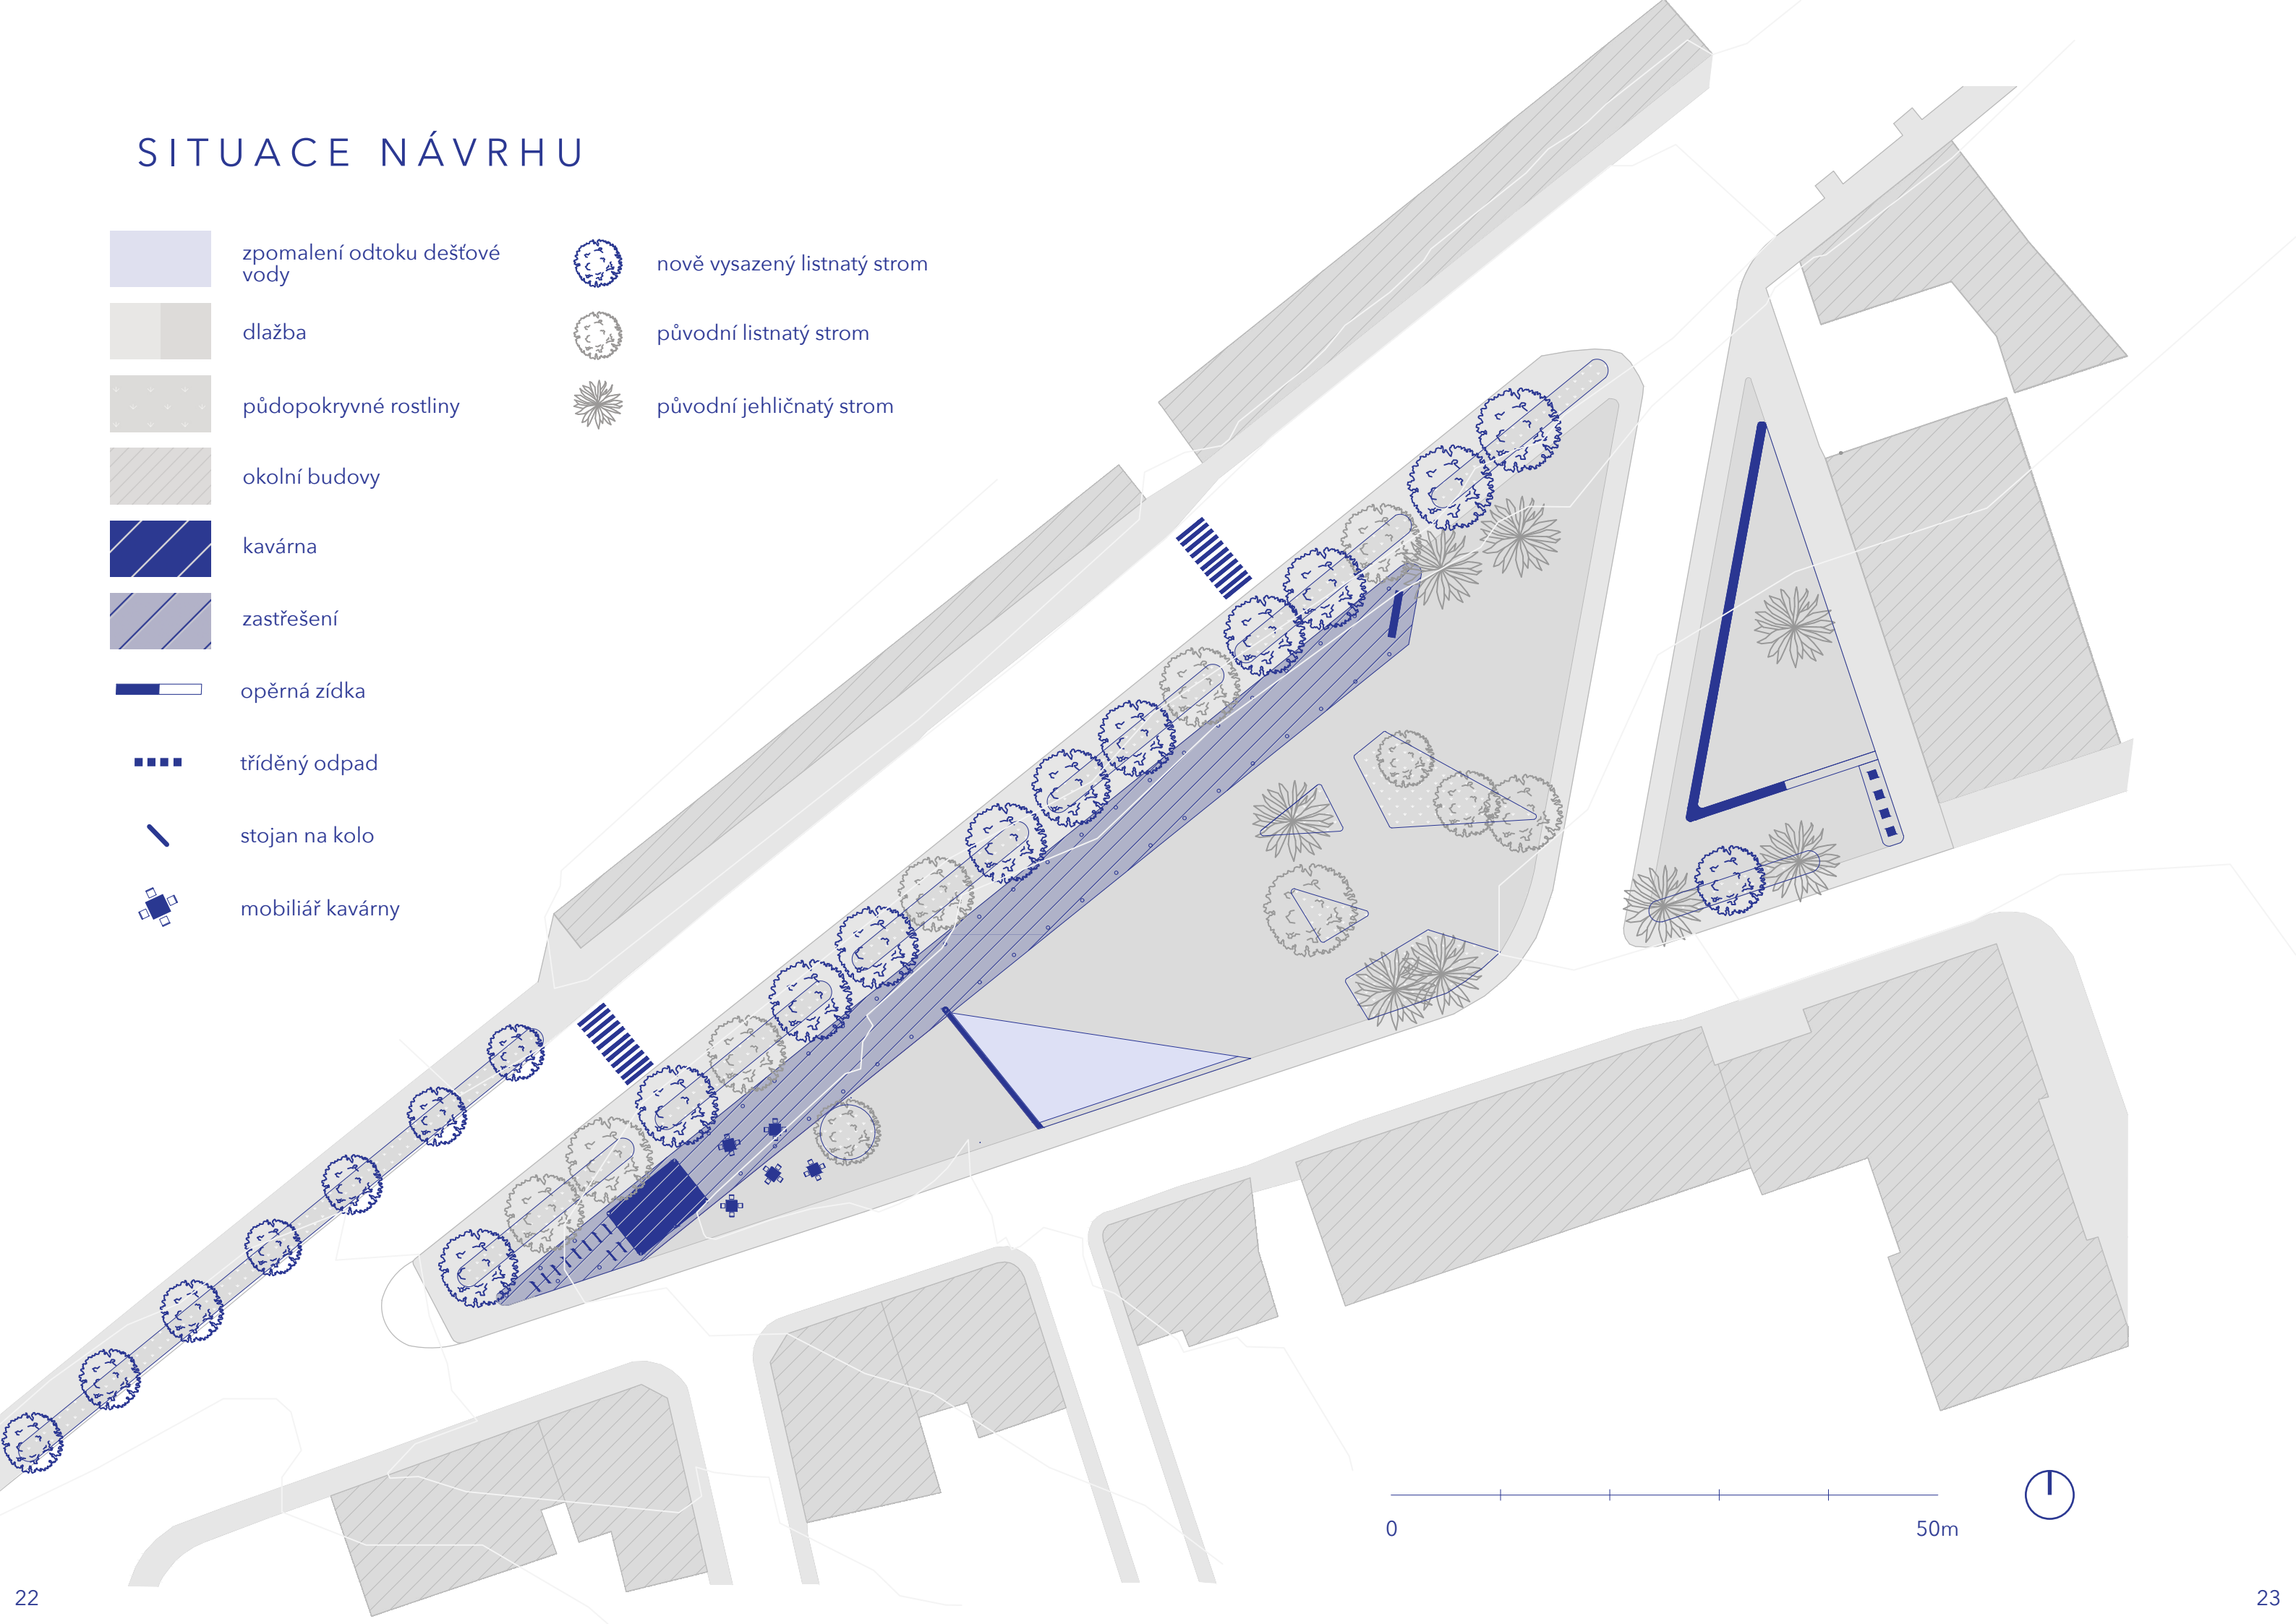 SITUACE NÁVRHU
zpomalení odtoku dešťové
vody
dlažba
půdopokryvné rostliny
okolní budovy
kavárna
zastřešení
opěrná zídka
tříděný odpad
stojan na kolo
mobiliář kavárny
nově vysazený listnatý strom
původní listnatý strom
původní jehličnatý strom
0
50m
22
23